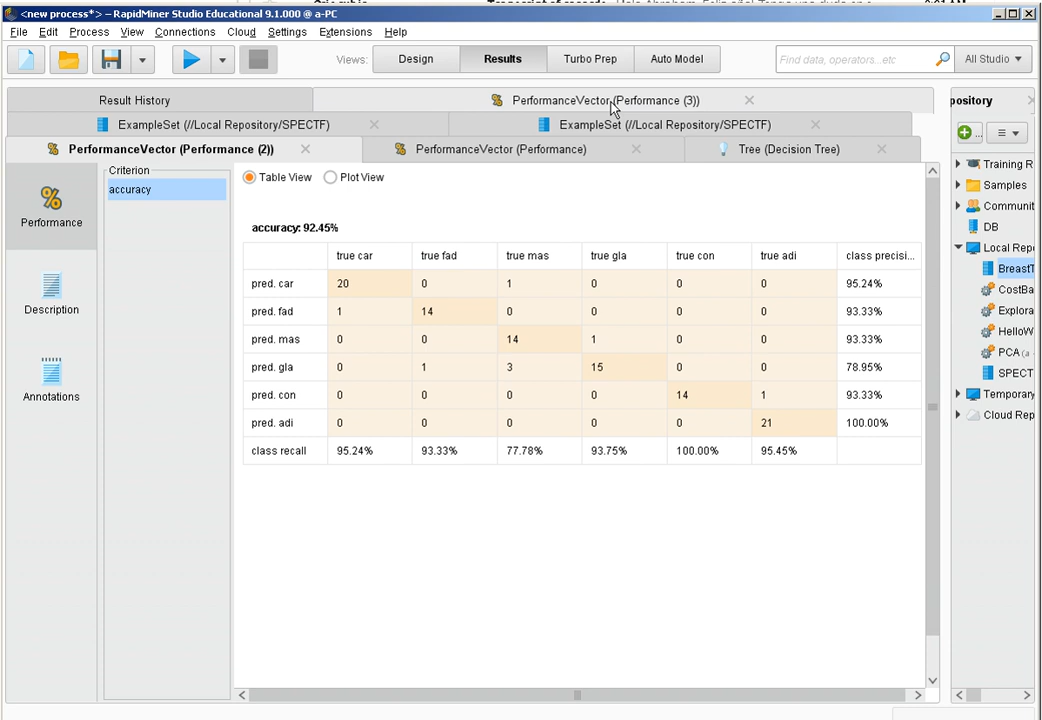 <new process*> – RapidMiner Studio Educational 9.1.000 @ a-PC
File Edit Process View Connections Cloud Settings Extensions Help
Views: Design Results Turbo Prep Auto Model Find data, operators...etc All Studio
Result History PerformanceVector (Performance (3)) pository
ExampleSet (//Local Repository/SPECTF) ExampleSet (//Local Repository/SPECTF)
PerformanceVector (Performance (2)) PerformanceVector (Performance) Tree (Decision Tree)
Performance
Description
Annotations
Criterion
accuracy
Table View Plot View
accuracy: 92.45%
true car true fad true mas true gla true con true adi class precisi...
pred. car 20 0 1 0 0 0 95.24%
pred. fad 1 14 0 0 0 0 93.33%
pred. mas 0 0 14 1 0 0 93.33%
pred. gla 0 1 3 15 0 0 78.95%
pred. con 0 0 0 0 14 1 93.33%
pred. adi 0 0 0 0 0 21 100.00%
class recall 95.24% 93.33% 77.78% 93.75% 100.00% 95.45%
...
Training R
Samples
Communit
DB
Local Rep
BreastT
CostBa
Explora
HelloW
PCA (a
SPECT
Temporary
Cloud Rep